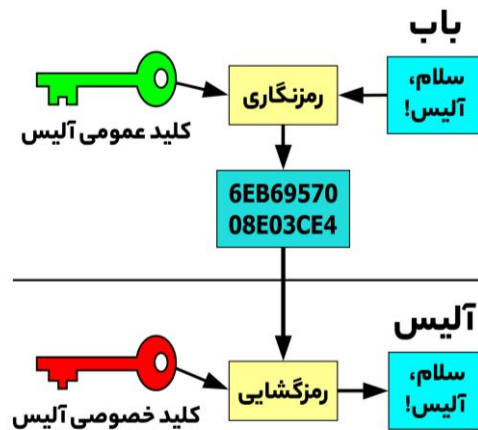 باب
سلام،
آلیس!
رمزنگاری
کلید عمومی آلیس
6EB69570
08E03CE4
آلیس
سلام،
آلیس!
رمزگشایی
کلید خصوصی آلیس